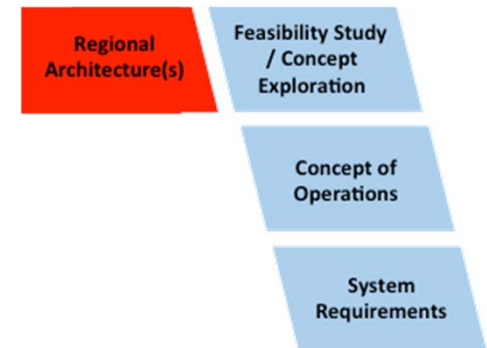 Regional
Architecture(s)
Feasibility Study
/ Concept
Exploration
Concept of
Operations
System
Requirements